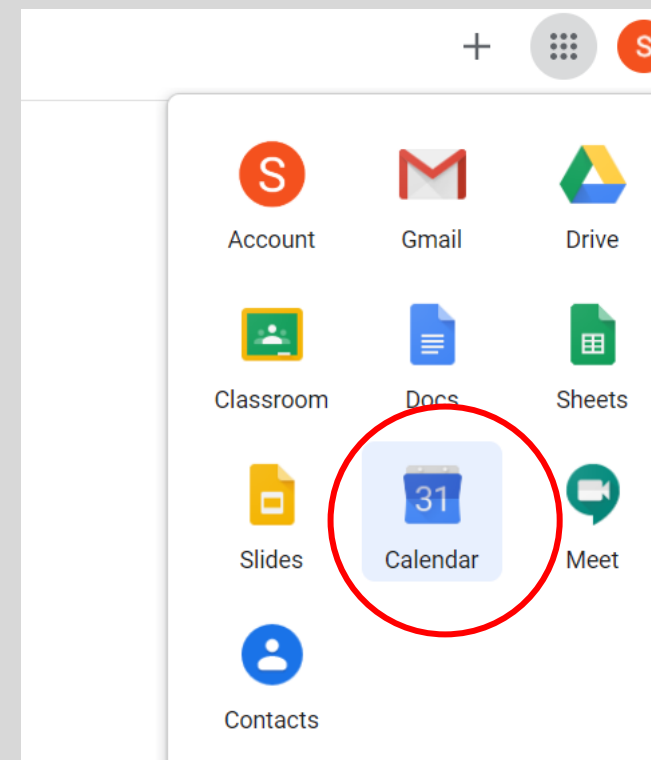 S
S
Account Gmail Drive
Classroom Docs Sheets
31
Slides Calendar Meet
Contacts